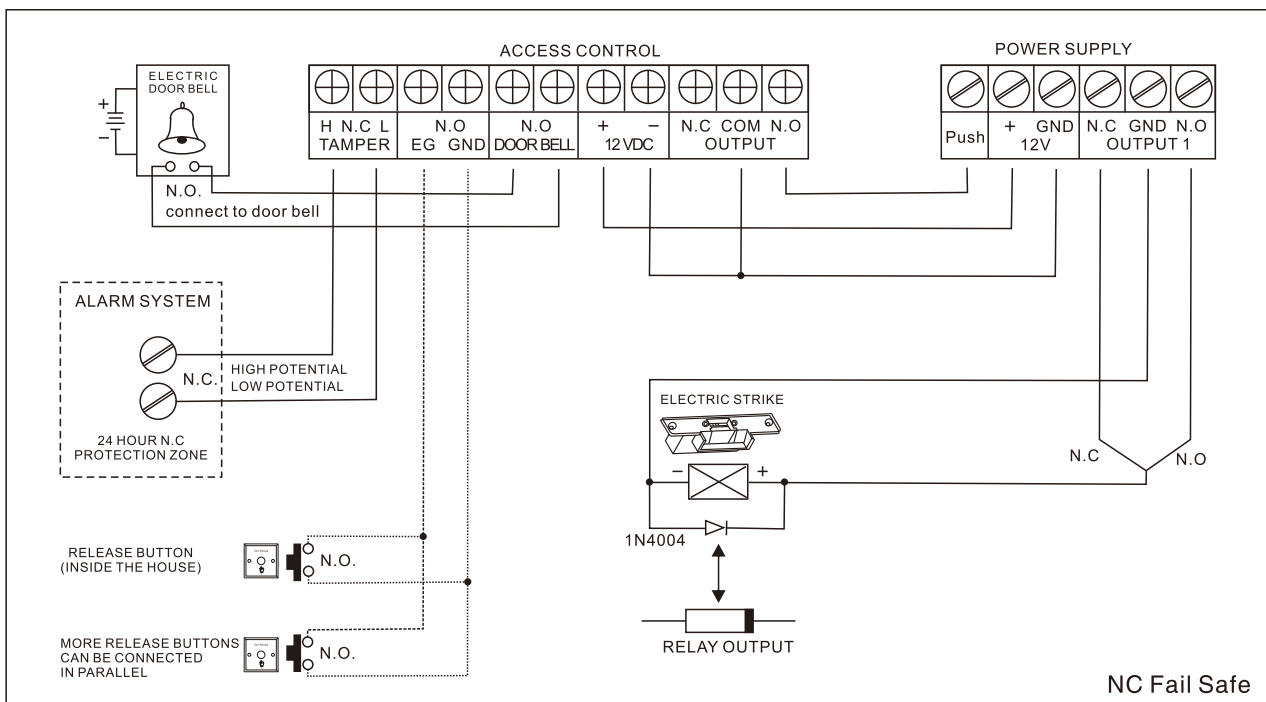 ACCESS CONTROL
POWER SUPPLY
ELECTRIC
DOOR BELL
+
−
N.O.
connect to door bell
H N.C L
TAMPER
N.O
EG GND
N.O
DOOR BELL
+ −
12 VDC
N.C COM N.O
OUTPUT
Push
+ GND
12V
N.C GND N.O
OUTPUT 1
ALARM SYSTEM
N.C.
HIGH POTENTIAL
LOW POTENTIAL
24 HOUR N.C
PROTECTION ZONE
ELECTRIC STRIKE
− +
1N4004
N.C
N.O
RELAY OUTPUT
RELEASE BUTTON
(INSIDE THE HOUSE)
N.O.
MORE RELEASE BUTTONS
CAN BE CONNECTED
IN PARALLEL
N.O.
NC Fail Safe